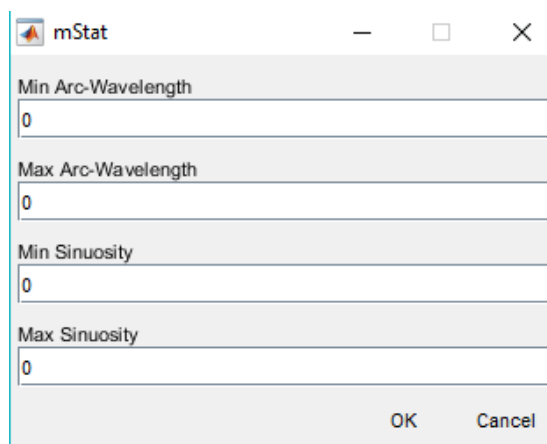 mStat
Min Arc-Wavelength
0
Max Arc-Wavelength
0
Min Sinuosity
0
Max Sinuosity
0
OK Cancel